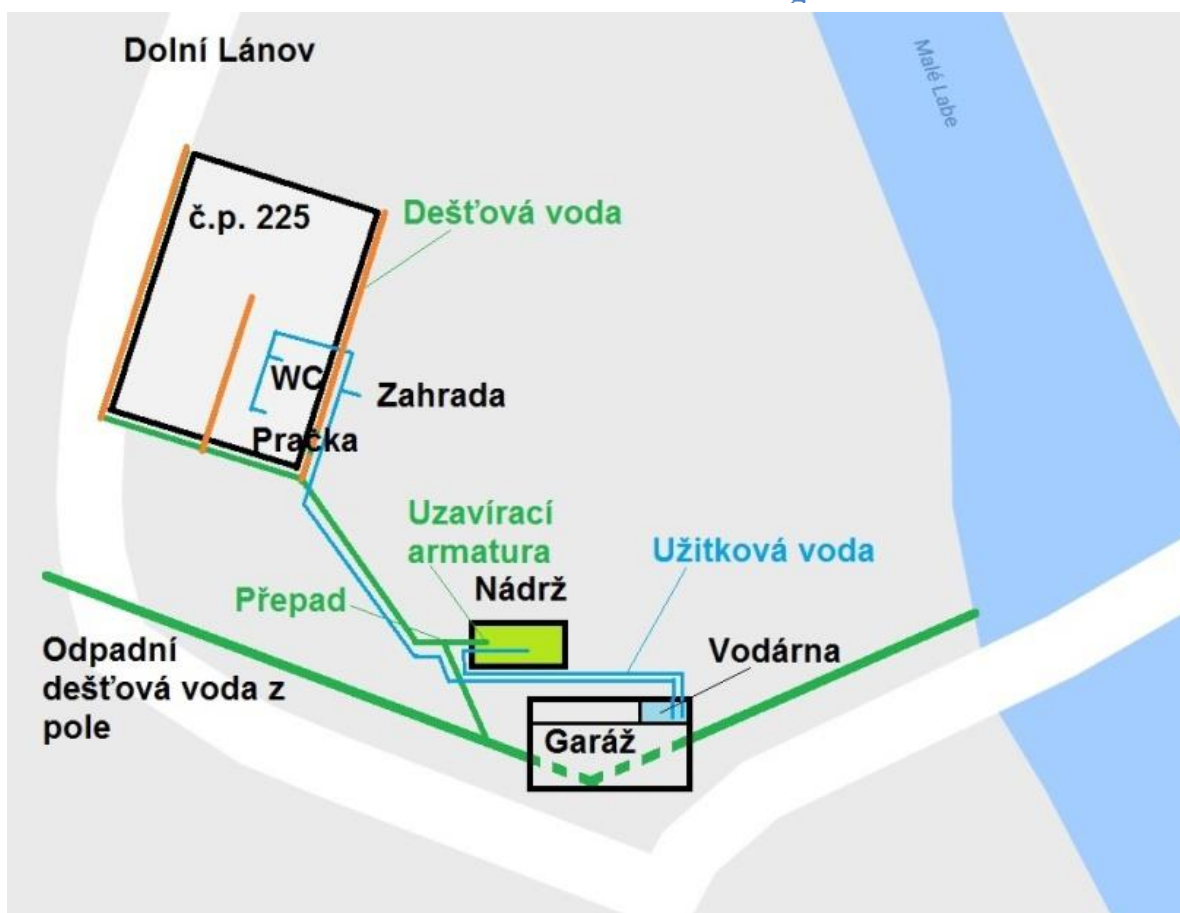 Dolní Lánov
Malé Labe
č.p. 225
Dešťová voda
WC
Zahrada
Pračka
Uzavírací
armatura
Užitková voda
Nádrž
Přepad
Odpadní
dešťová voda z
pole
Vodárna
Garáž